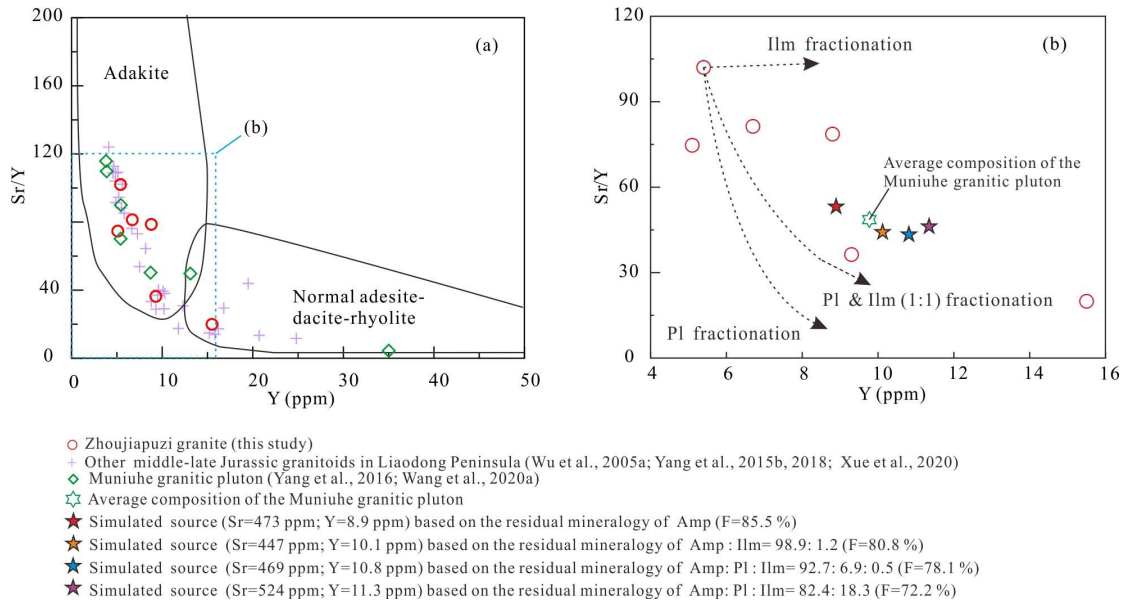 200
160
120
80
40
0
Sr/Y
(a)
Adakite
(b)
Normal adesite-
dacite-rhyolite
0 10 20 30 40 50
Y (ppm)
120
90
60
30
0
Sr/Y
(b)
Ilm fractionation
Average composition of the
Muniuhe granitic pluton
Pl & Ilm (1:1) fractionation
Pl fractionation
4 6 8 10 12 14 16
Y (ppm)
Zhoujiapuzi granite (this study)
Other middle-late Jurassic granitoids in Liaodong Peninsula (Wu et al., 2005a; Yang et al., 2015b, 2018; Xue et al., 2020)
Muniuhe granitic pluton (Yang et al., 2016; Wang et al., 2020a)
Average composition of the Muniuhe granitic pluton
Simulated source (Sr=473 ppm; Y=8.9 ppm) based on the residual mineralogy of Amp (F=85.5 %)
Simulated source (Sr=447 ppm; Y=10.1 ppm) based on the residual mineralogy of Amp : Ilm= 98.9: 1.2 (F=80.8 %)
Simulated source (Sr=469 ppm; Y=10.8 ppm) based on the residual mineralogy of Amp: Pl : Ilm= 92.7: 6.9: 0.5 (F=78.1 %)
Simulated source (Sr=524 ppm; Y=11.3 ppm) based on the residual mineralogy of Amp: Pl : Ilm= 82.4: 18.3 (F=72.2 %)